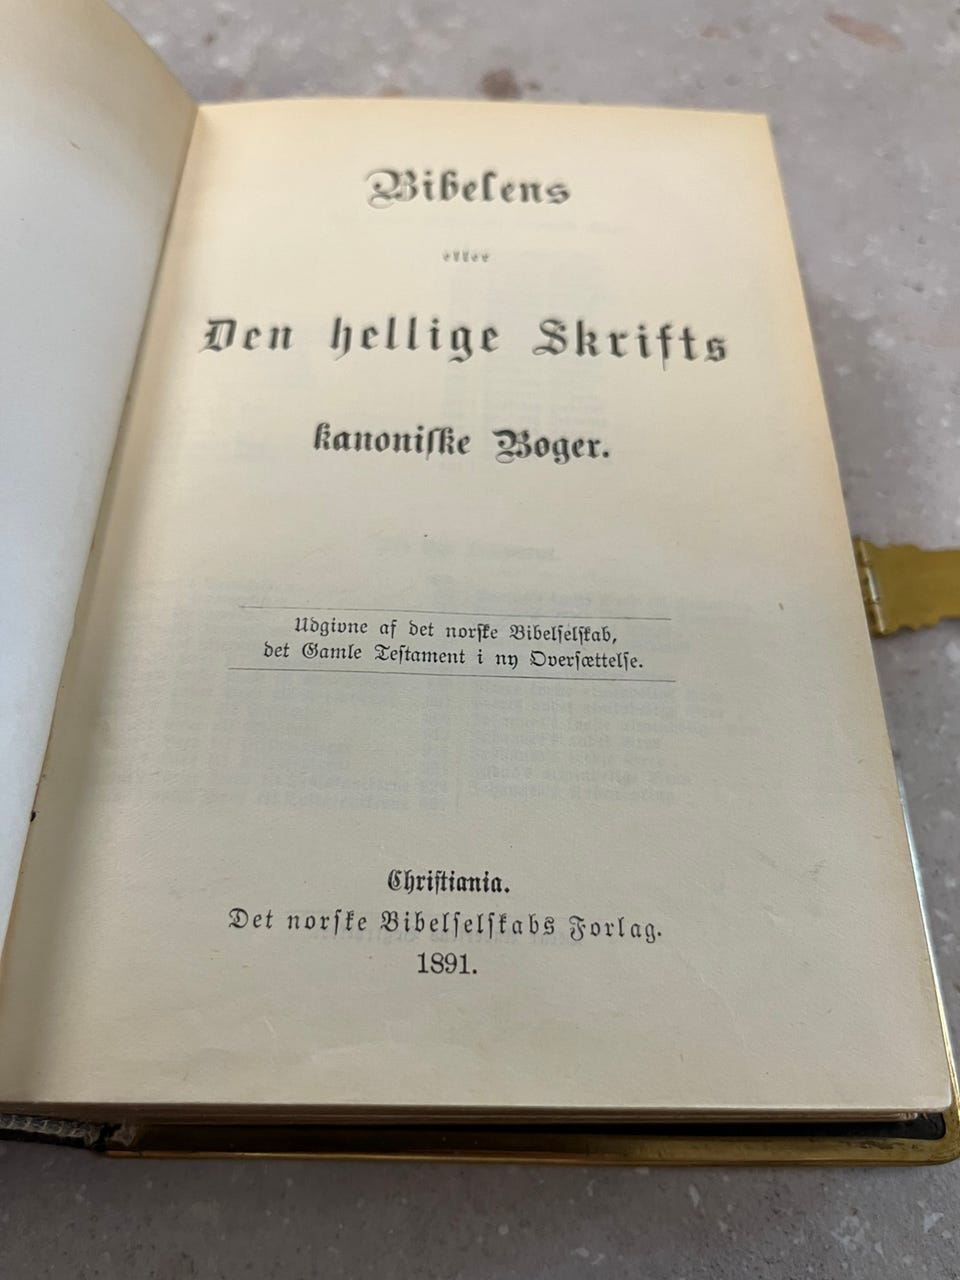 Bibelens
eller
Den hellige Skrifts
kanoniſke Boger.
Udgivne af det norſke Bibelſelſkab,
det Gamle Teſtament i ny Overſættelſe.
Chriſtiania.
Det norſke Bibelſelſkabs Forlag.
1891.